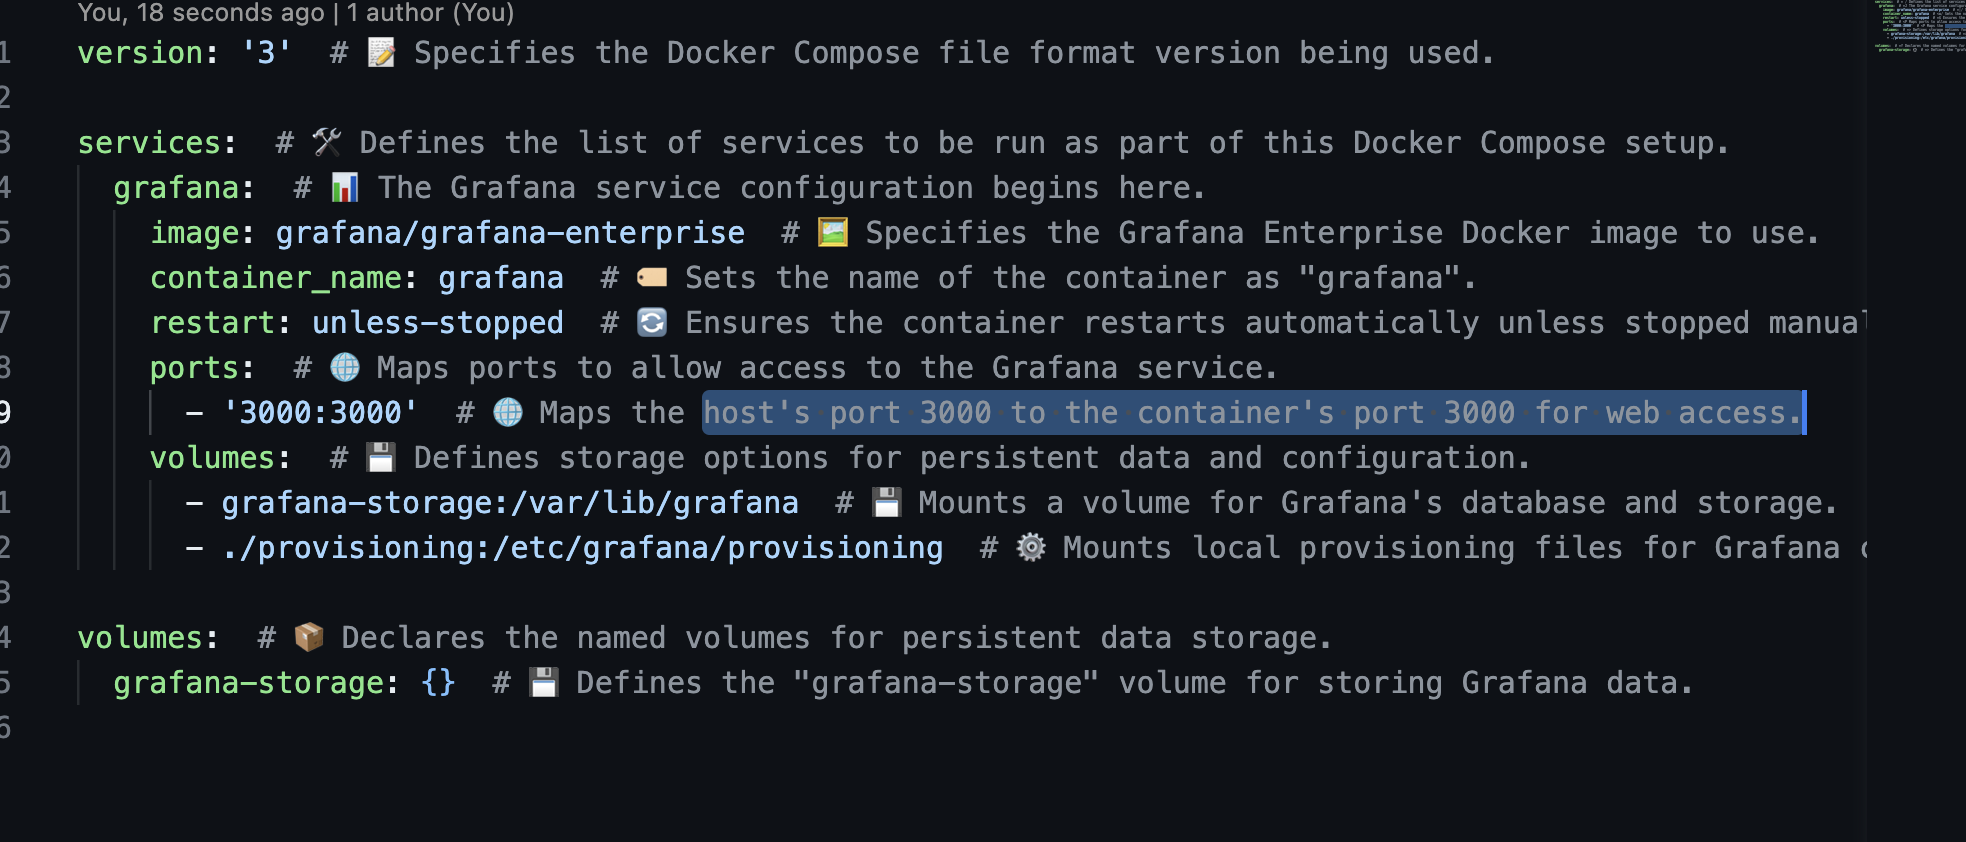 You, 18 seconds ago | 1 author (You)
1 version: '3'  # 📝 Specifies the Docker Compose file format version being used.
2
3 services:  # 🛠️ Defines the list of services to be run as part of this Docker Compose setup.
4   grafana:  # 📊 The Grafana service configuration begins here.
5     image: grafana/grafana-enterprise  # 🖼️ Specifies the Grafana Enterprise Docker image to use.
6     container_name: grafana  # 🏷️ Sets the name of the container as "grafana".
7     restart: unless-stopped  # 🔄 Ensures the container restarts automatically unless stopped
8     ports:  # 🌐 Maps ports to allow access to the Grafana service.
9       - '3000:3000'  # 🌐 Maps the host's port 3000 to the container's port 3000 for web access.
0     volumes:  # 💾 Defines storage options for persistent data and configuration.
1       - grafana-storage:/var/lib/grafana  # 💾 Mounts a volume for Grafana's database and storage.
2       - ./provisioning:/etc/grafana/provisioning  # ⚙️ Mounts local provisioning files for Grafana
3
4 volumes:  # 📦 Declares the named volumes for persistent data storage.
5   grafana-storage: {}  # 💾 Defines the "grafana-storage" volume for storing Grafana data.
6